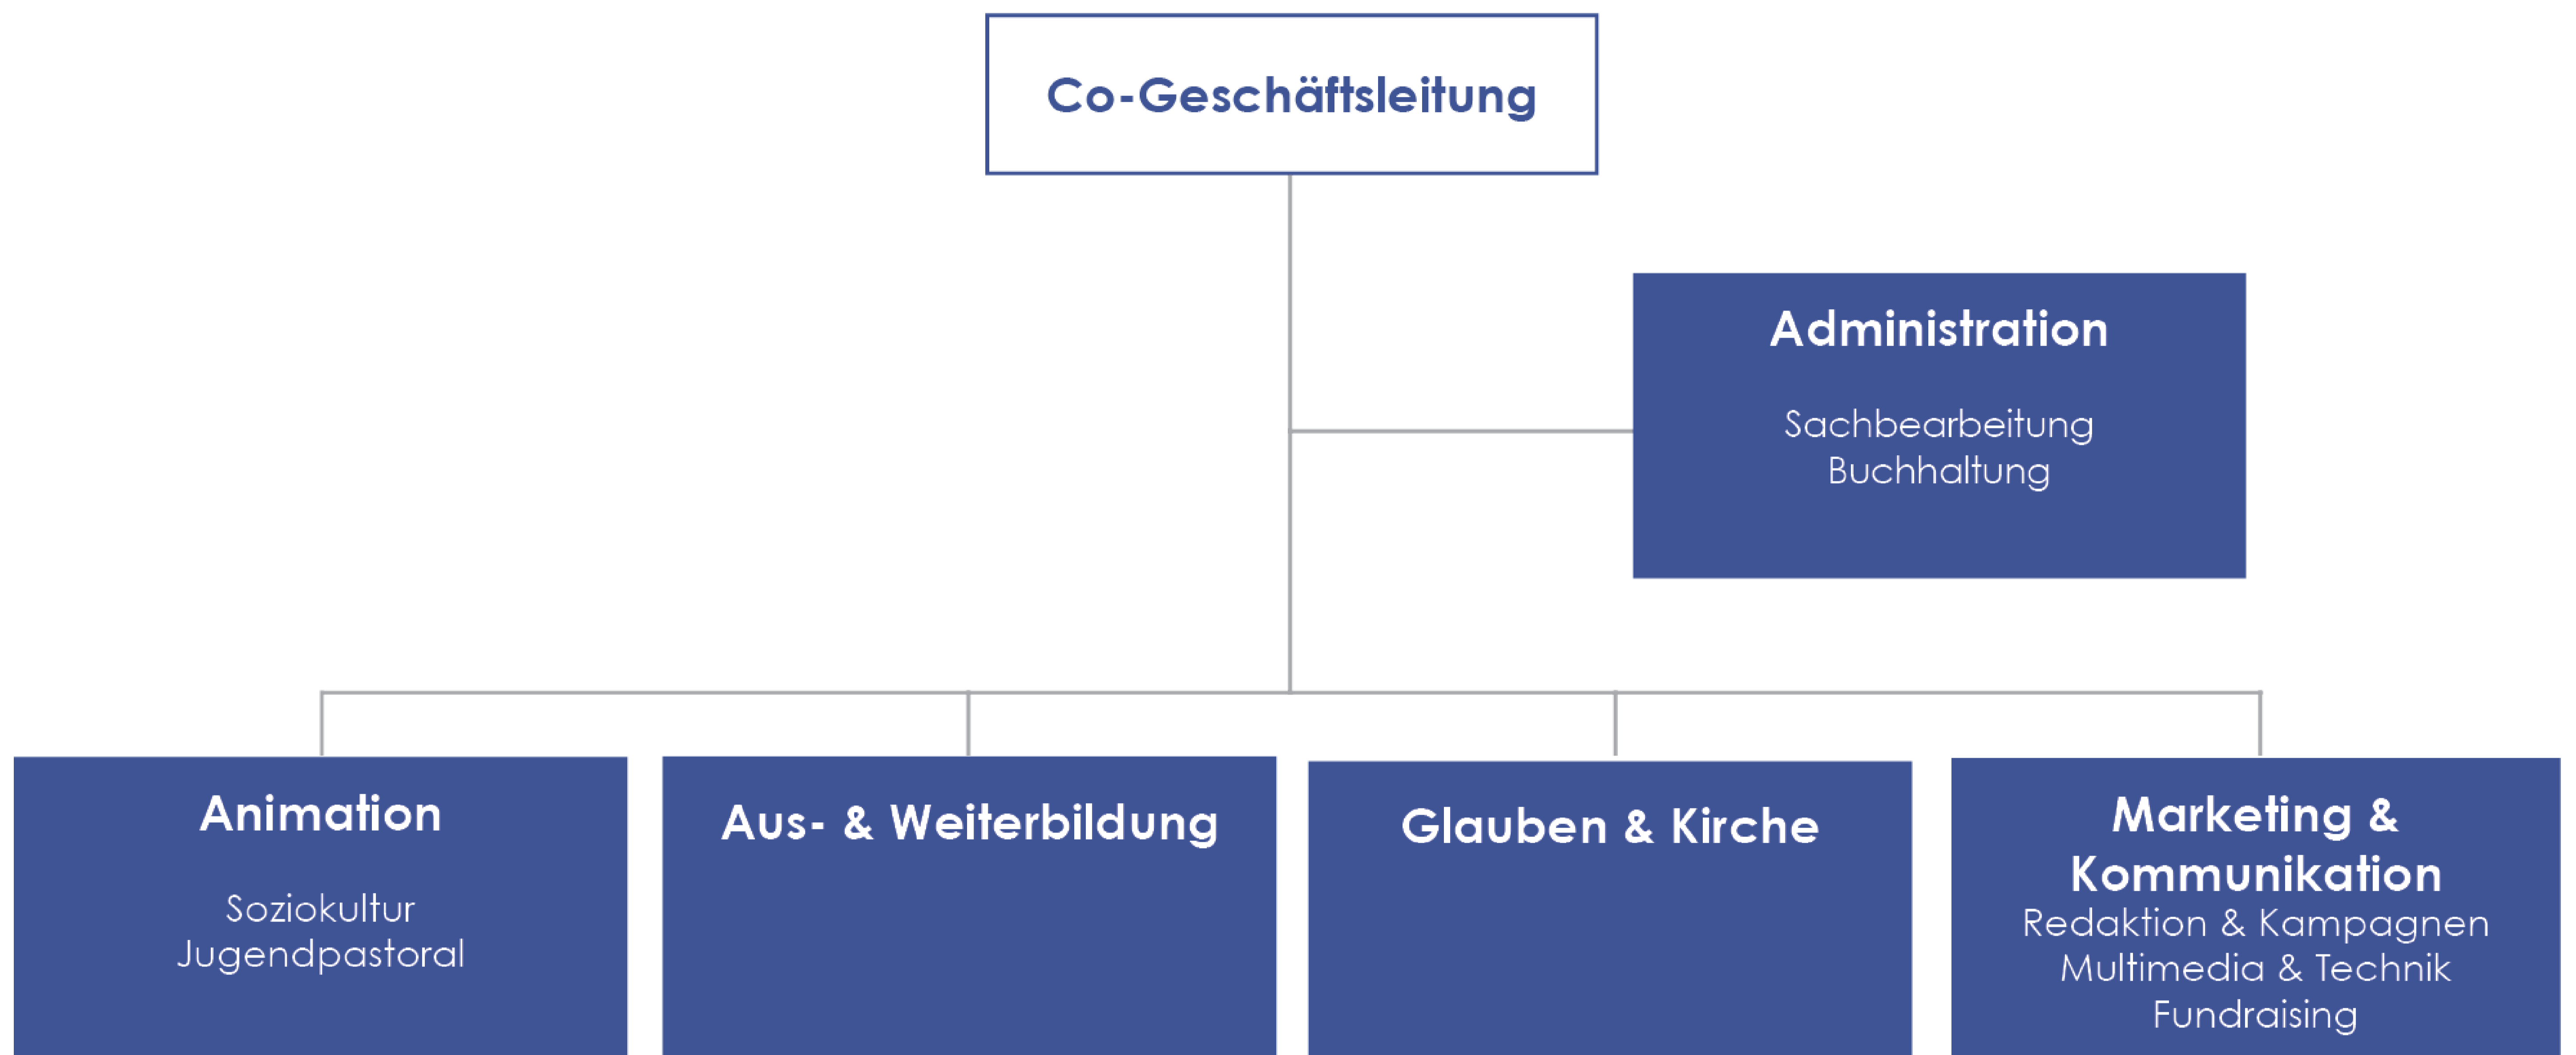 Co-Geschäftsleitung
Administration
Sachbearbeitung
Buchhaltung
Animation
Soziokultur
Jugendpastoral
Aus- & Weiterbildung
Glauben & Kirche
Marketing &
Kommunikation
Redaktion & Kampagnen
Multimedia & Technik
Fundraising